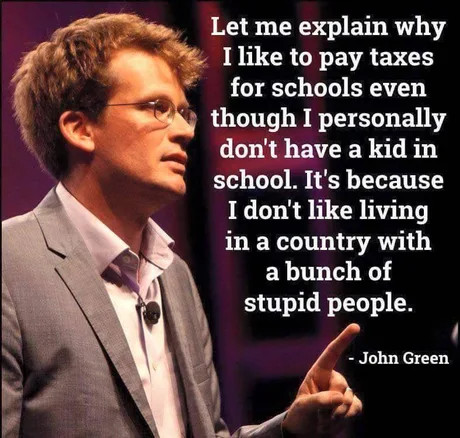 Let me explain why
I like to pay taxes
for schools even
though I personally
don't have a kid in
school. It's because
I don't like living
in a country with
a bunch of
stupid people.
- John Green